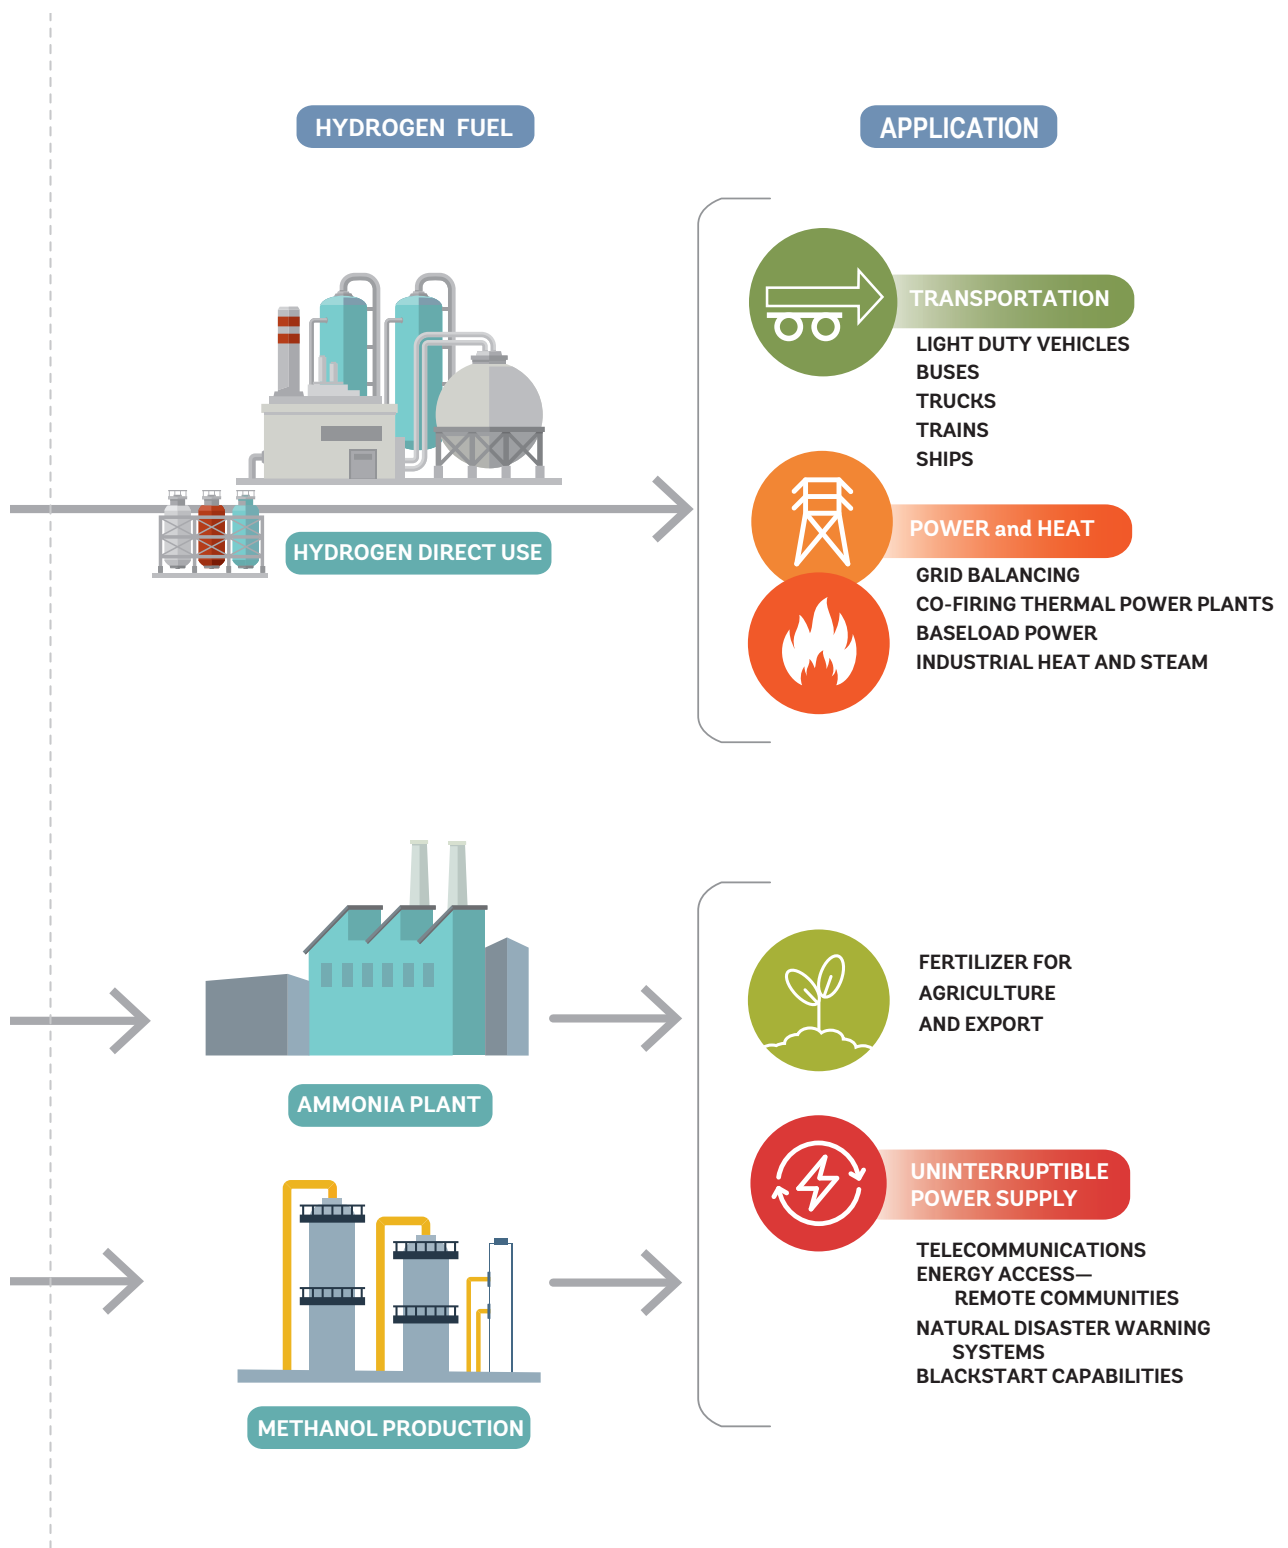 HYDROGEN FUEL
APPLICATION
TRANSPORTATION
LIGHT DUTY VEHICLES
BUSES
TRUCKS
TRAINS
SHIPS
HYDROGEN DIRECT USE
POWER and HEAT
GRID BALANCING
CO-FIRING THERMAL POWER PLANTS
BASELOAD POWER
INDUSTRIAL HEAT AND STEAM
AMMONIA PLANT
FERTILIZER FOR
AGRICULTURE
AND EXPORT
METHANOL PRODUCTION
UNINTERRUPTIBLE
POWER SUPPLY
TELECOMMUNICATIONS
ENERGY ACCESS—
REMOTE COMMUNITIES
NATURAL DISASTER WARNING
SYSTEMS
BLACKSTART CAPABILITIES